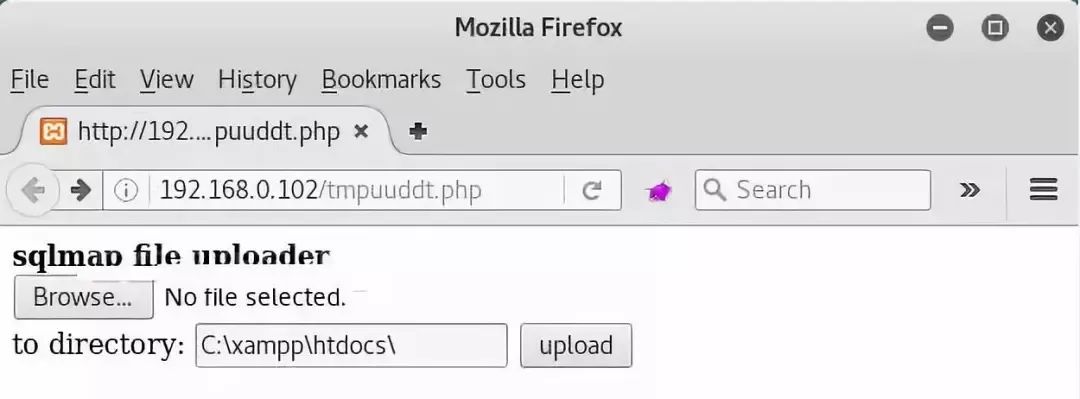 Mozilla Firefox
File Edit View History Bookmarks Tools Help
http://192.... puuddt.php
192.168.0.102/tmpuuddt.php Search
sqlmap file uploader
Browse... No file selected.
to directory: C:\xampp\htdocs\ upload